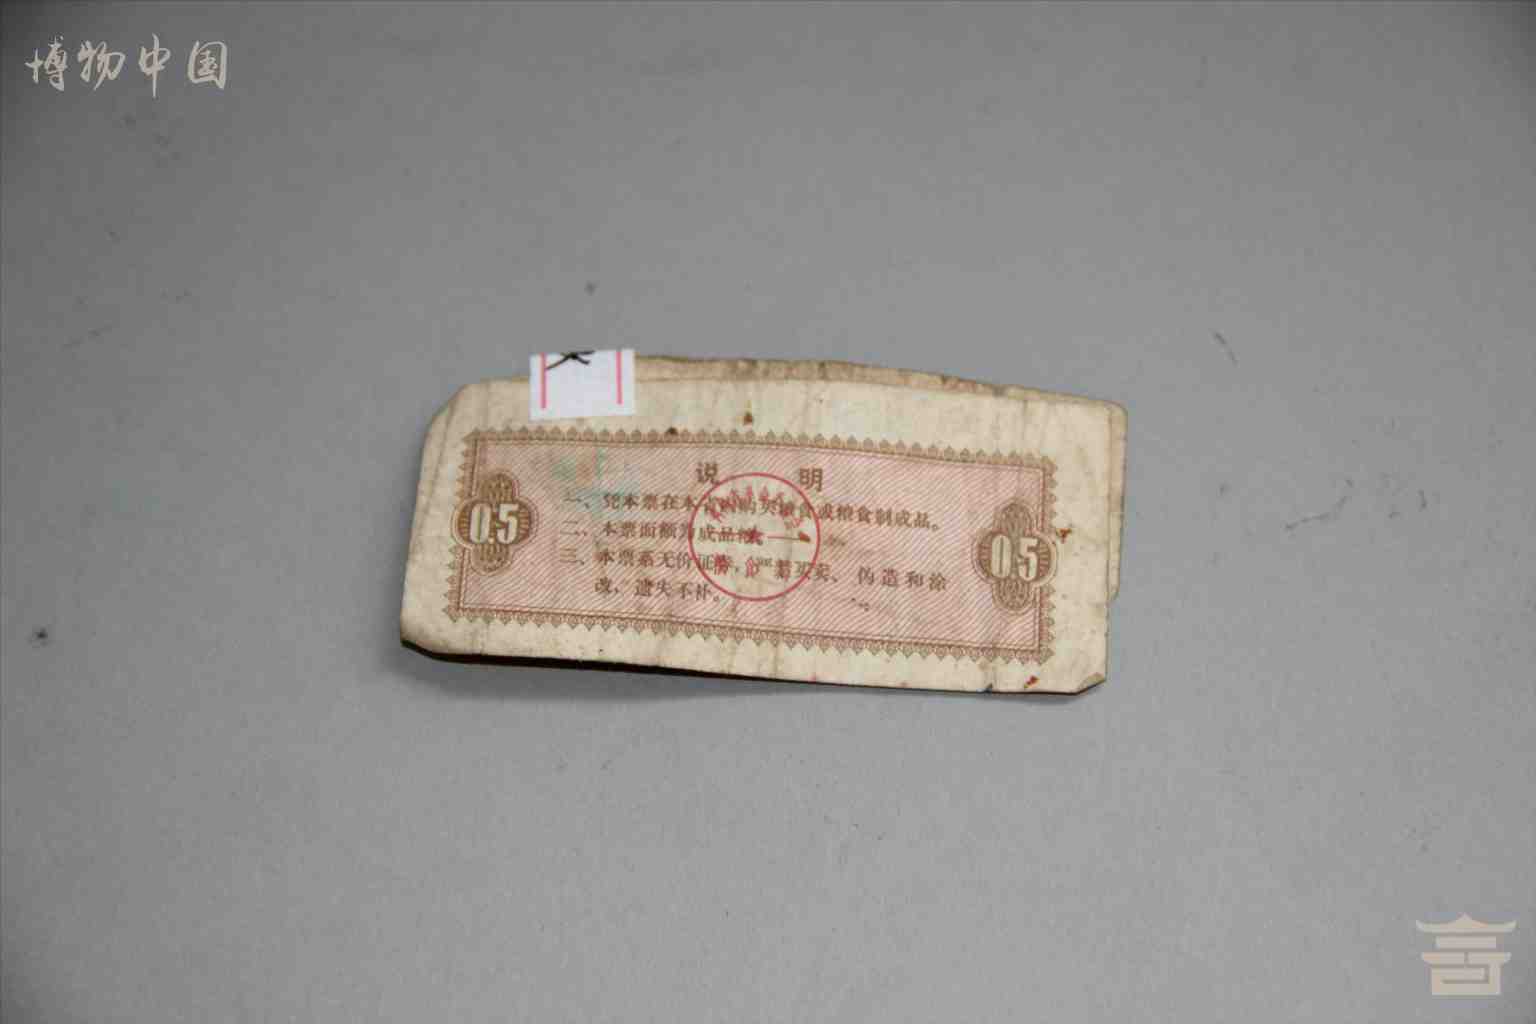 博物中国
说 明
一、凭本票在本省内购买粮食或粮食制成品。
二、本票面额为成品粮。
三、本票系无价证券，严禁买卖、伪造和涂
改，遗失不补。
0.5
0.5